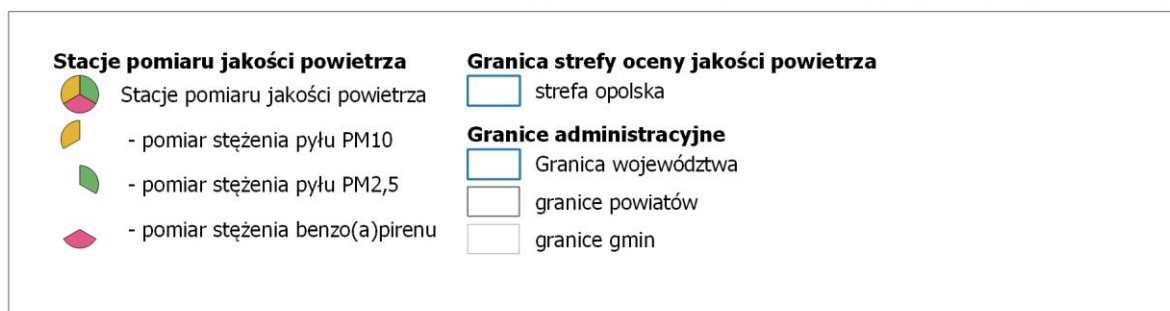 Stacje pomiaru jakości powietrza
Stacje pomiaru jakości powietrza
- pomiar stężenia pyłu PM10
- pomiar stężenia pyłu PM2,5
- pomiar stężenia benzo(a)pirenu
Granica strefy oceny jakości powietrza
strefa opolska
Granice administracyjne
Granica województwa
granice powiatów
granice gmin